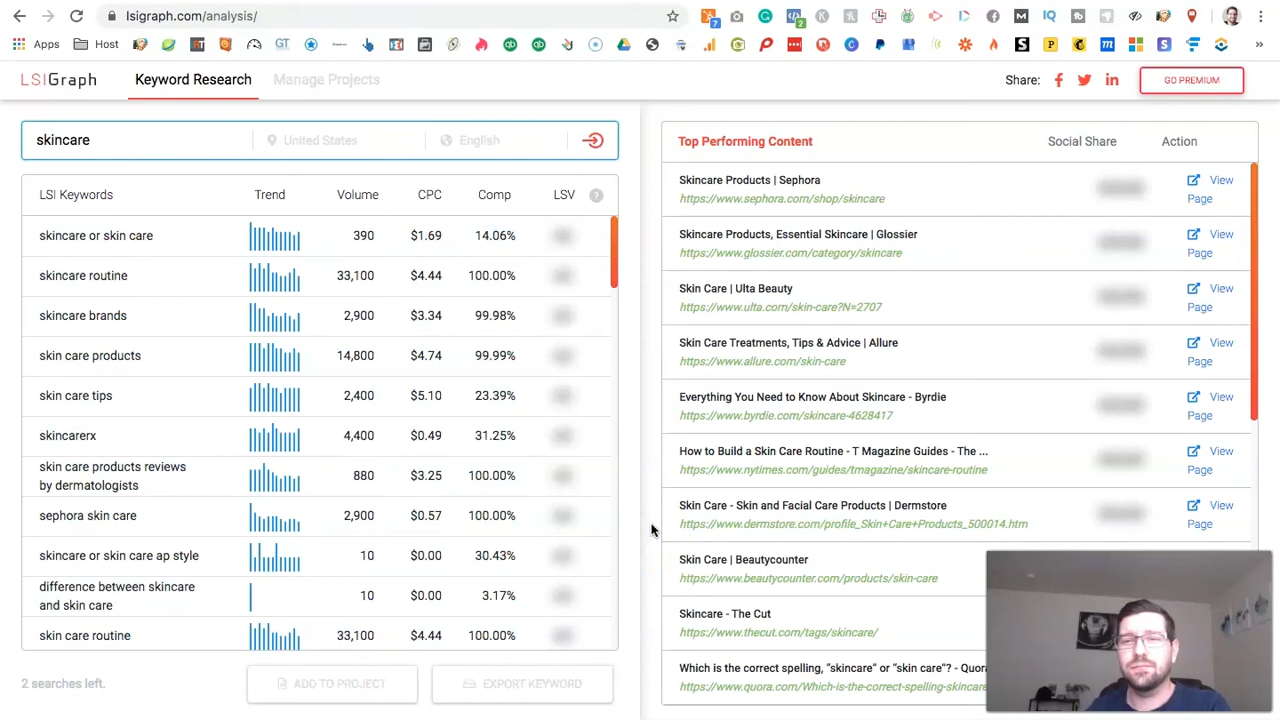 lsigraph.com/analysis/
7
2
Apps
Host
GT
LSIGraph
Keyword Research
Manage Projects
Share:
GO PREMIUM
skincare
United States
English
LSI Keywords
Trend
Volume
CPC
Comp
LSV
?
skincare or skin care
390
$1.69
14.06%
skincare routine
33,100
$4.44
100.00%
skincare brands
2,900
$3.34
99.98%
skin care products
14,800
$4.74
99.99%
skin care tips
2,400
$5.10
23.39%
skincarerx
4,400
$0.49
31.25%
skin care products reviews
by dermatologists
880
$3.25
100.00%
sephora skin care
2,900
$0.57
100.00%
skincare or skin care ap style
10
$0.00
30.43%
difference between skincare
and skin care
10
$0.00
3.17%
skin care routine
33,100
$4.44
100.00%
2 searches left.
ADD TO PROJECT
EXPORT KEYWORD
Top Performing Content
Social Share
Action
Skincare Products | Sephora
https://www.sephora.com/shop/skincare
View
Page
Skincare Products, Essential Skincare | Glossier
https://www.glossier.com/category/skincare
View
Page
Skin Care | Ulta Beauty
https://www.ulta.com/skin-care?N=2707
View
Page
Skin Care Treatments, Tips & Advice | Allure
https://www.allure.com/skin-care
View
Page
Everything You Need to Know About Skincare - Byrdie
https://www.byrdie.com/skincare-4628417
View
Page
How to Build a Skin Care Routine - T Magazine Guides - The ...
https://www.nytimes.com/guides/tmagazine/skincare-routine
View
Page
Skin Care - Skin and Facial Care Products | Dermstore
https://www.dermstore.com/profile_Skin+Care+Products_500014.htm
View
Page
Skin Care | Beautycounter
https://www.beautycounter.com/products/skin-care
Skincare - The Cut
https://www.thecut.com/tags/skincare/
Which is the correct spelling, “skincare” or “skin care”? - Quora
https://www.quora.com/Which-is-the-correct-spelling-skincare